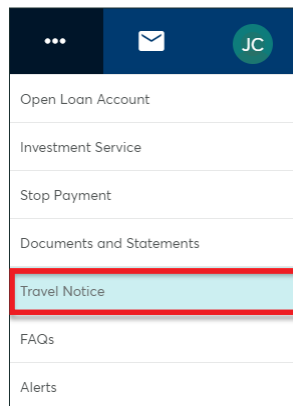 JC
Open Loan Account
Investment Service
Stop Payment
Documents and Statements
Travel Notice
FAQs
Alerts